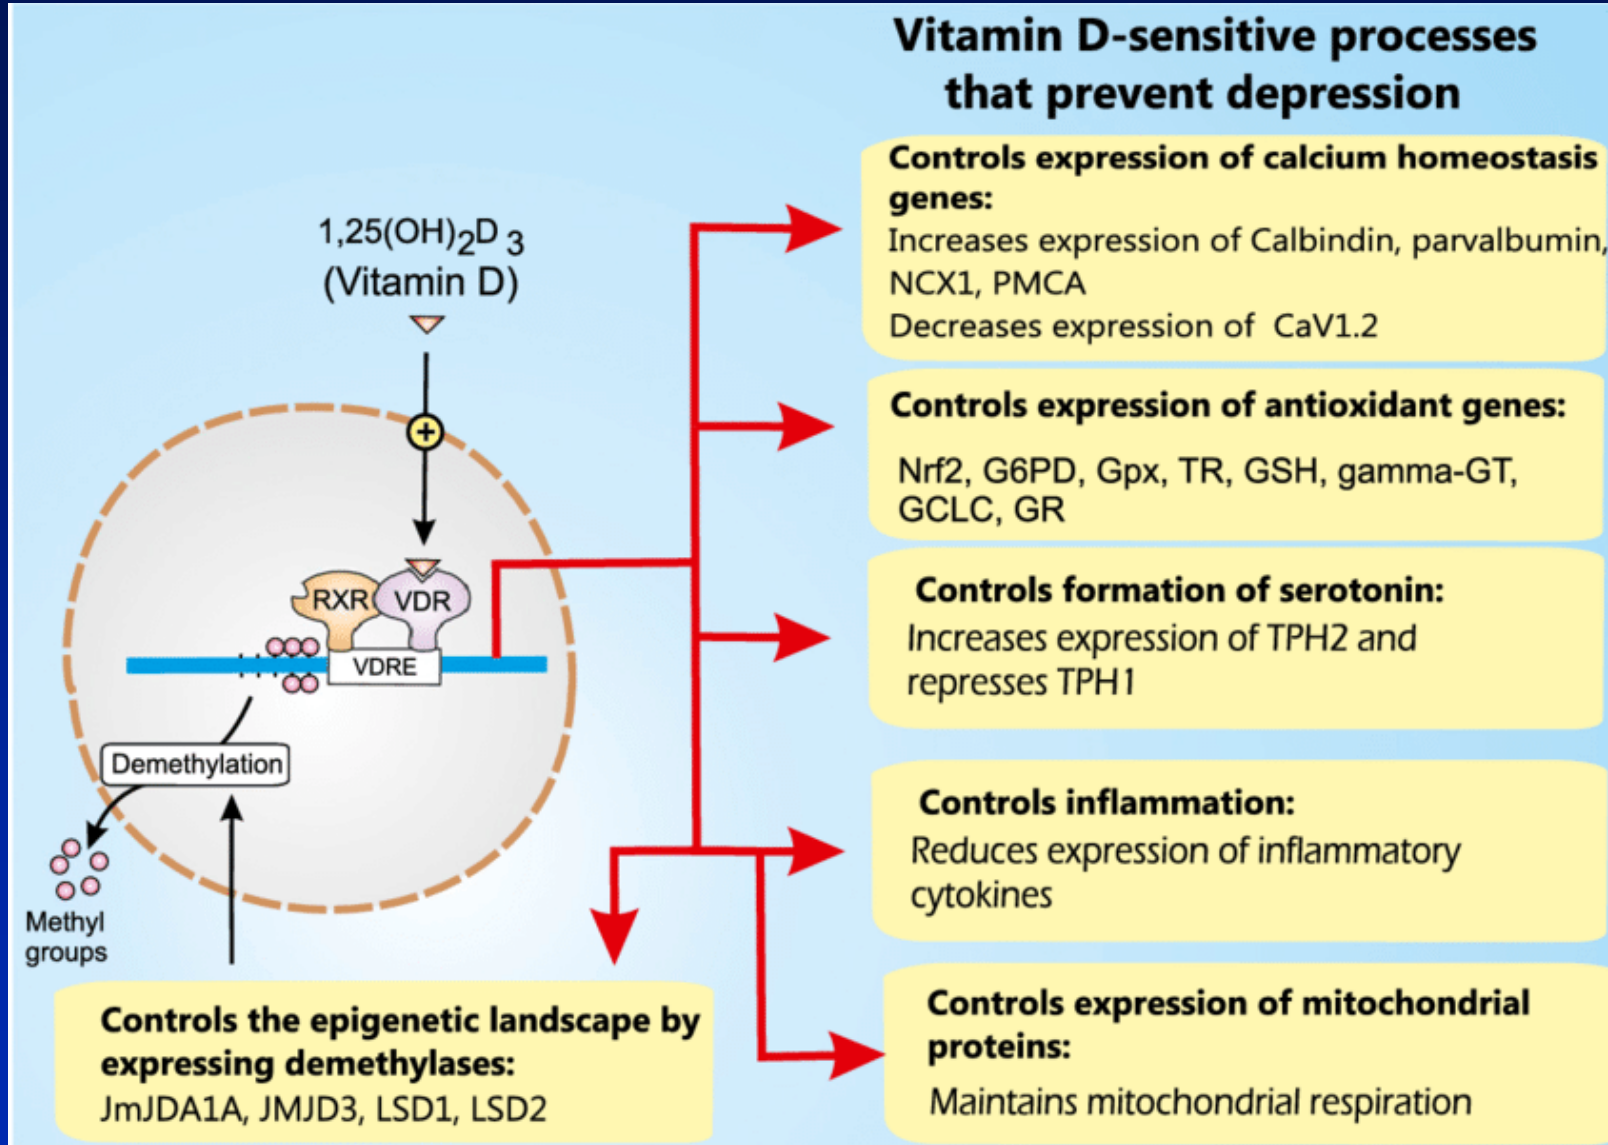 Vitamin D-sensitive processes
that prevent depression
1,25(OH)₂D ₃
(Vitamin D)
+
RXR
VDR
VDRE
Demethylation
Methyl
groups
Controls expression of calcium homeostasis
genes:
Increases expression of Calbindin, parvalbumin,
NCX1, PMCA
Decreases expression of CaV1.2
Controls expression of antioxidant genes:
Nrf2, G6PD, Gpx, TR, GSH, gamma-GT,
GCLC, GR
Controls formation of serotonin:
Increases expression of TPH2 and
represses TPH1
Controls inflammation:
Reduces expression of inflammatory
cytokines
Controls expression of mitochondrial
proteins:
Maintains mitochondrial respiration
Controls the epigenetic landscape by
expressing demethylases:
JmJDA1A, JMJD3, LSD1, LSD2